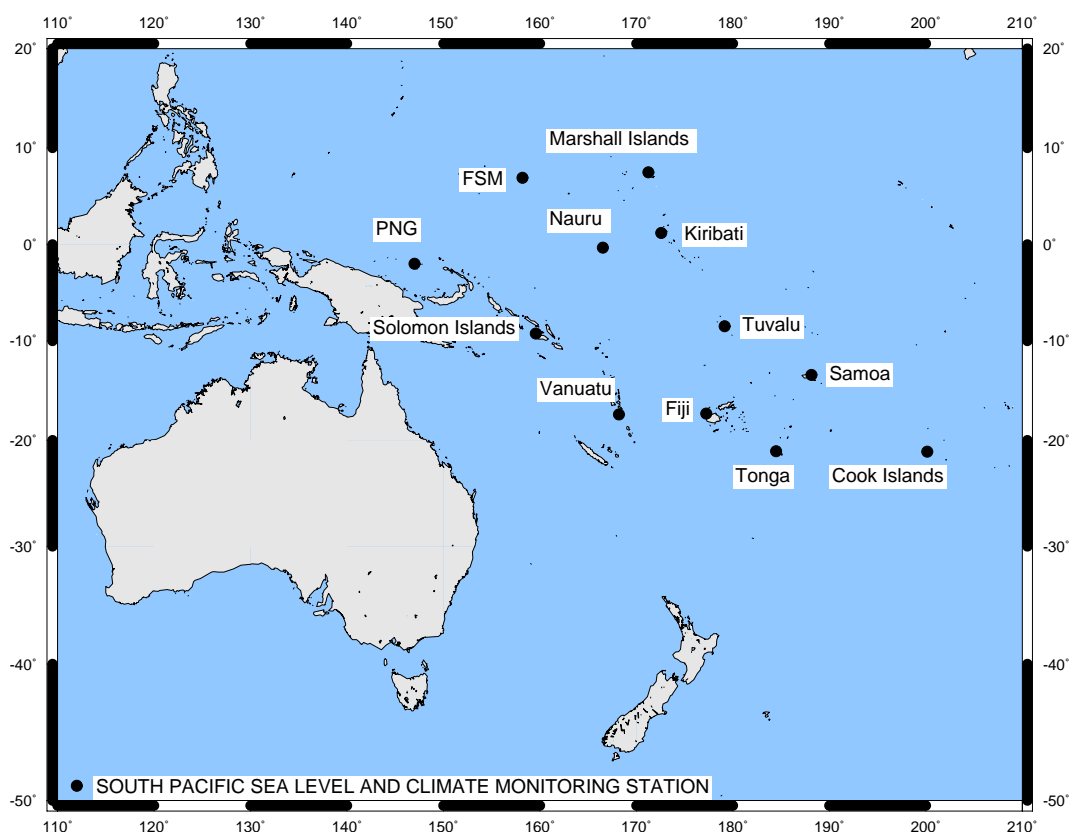 110˚ 120˚ 130˚ 140˚ 150˚ 160˚ 170˚ 180˚ 190˚ 200˚ 210˚
20˚ 20˚
Marshall Islands
10˚ 10˚
FSM
Nauru
PNG
Kiribati
0˚ 0˚
Tuvalu
Solomon Islands
-10˚ -10˚
Samoa
Vanuatu
Fiji
-20˚ -20˚
Tonga Cook Islands
-30˚ -30˚
-40˚ -40˚
SOUTH PACIFIC SEA LEVEL AND CLIMATE MONITORING STATION
-50˚ -50˚
110˚ 120˚ 130˚ 140˚ 150˚ 160˚ 170˚ 180˚ 190˚ 200˚ 210˚